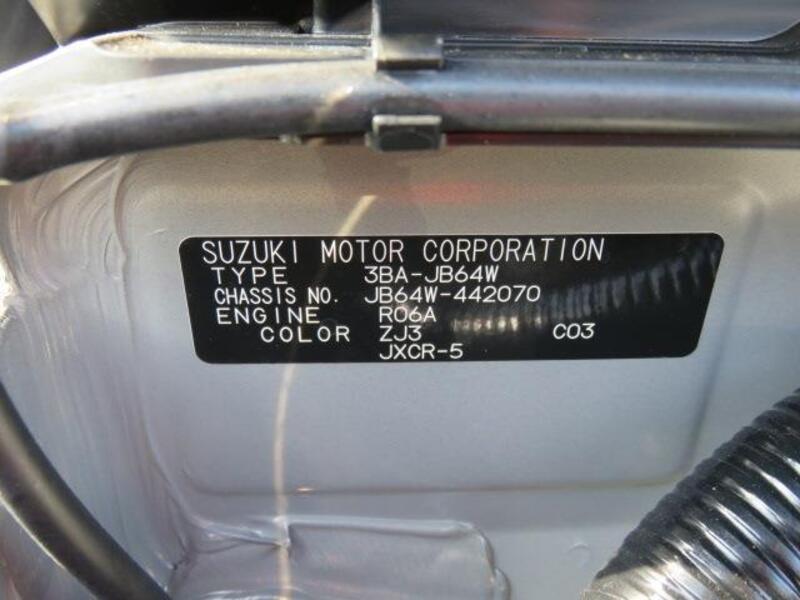 SUZUKI MOTOR CORPORATION
TYPE 3BA-JB64W
CHASSIS NO. JB64W-442070
ENGINE R06A
COLOR ZJ3 C03
JXCR-5